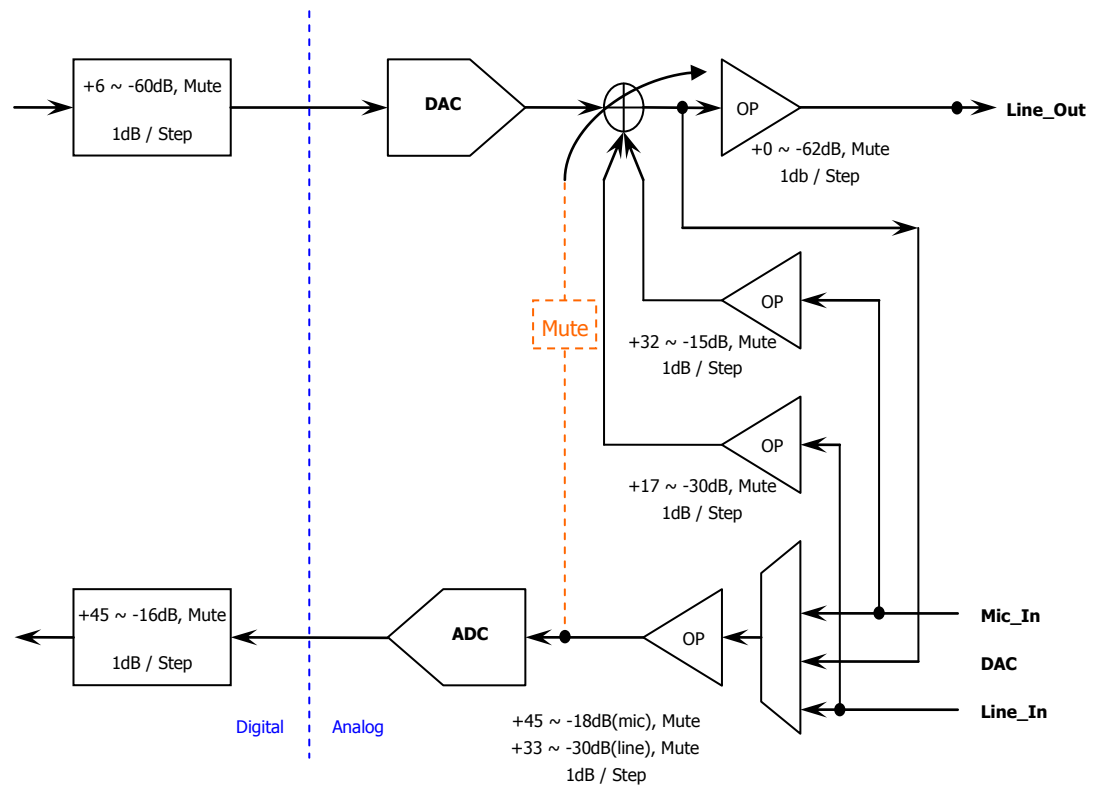 +6 ~ -60dB, Mute
1dB / Step
DAC
OP
Line_Out
+0 ~ -62dB, Mute
1db / Step
OP
Mute
+32 ~ -15dB, Mute
1dB / Step
OP
+17 ~ -30dB, Mute
1dB / Step
+45 ~ -16dB, Mute
1dB / Step
ADC
OP
Mic_In
DAC
Line_In
Digital
Analog
+45 ~ -18dB(mic), Mute
+33 ~ -30dB(line), Mute
1dB / Step